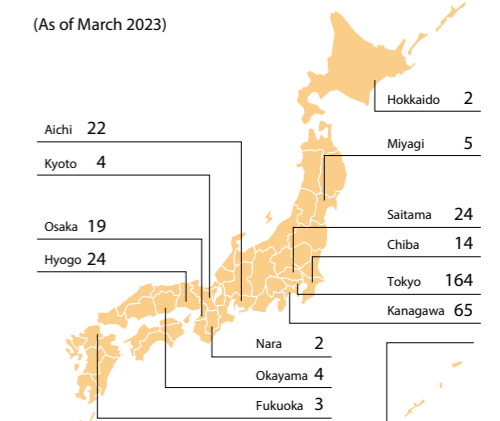 (As of March 2023)
Hokkaido 2
Miyagi 5
Aichi 22
Kyoto 4
Osaka 19
Hyogo 24
Saitama 24
Chiba 14
Tokyo 164
Kanagawa 65
Nara 2
Okayama 4
Fukuoka 3